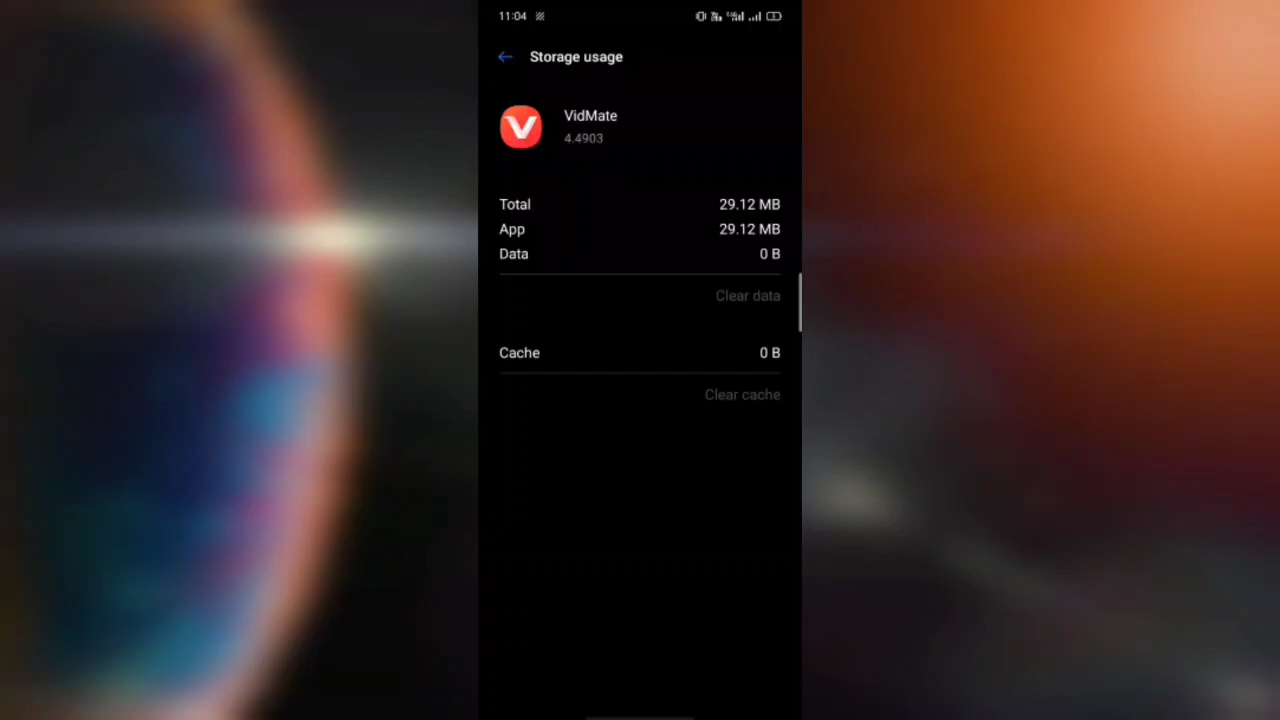 11:04
Storage usage
VidMate
4.4903
Total 29.12 MB
App 29.12 MB
Data 0 B
Clear data
Cache 0 B
Clear cache